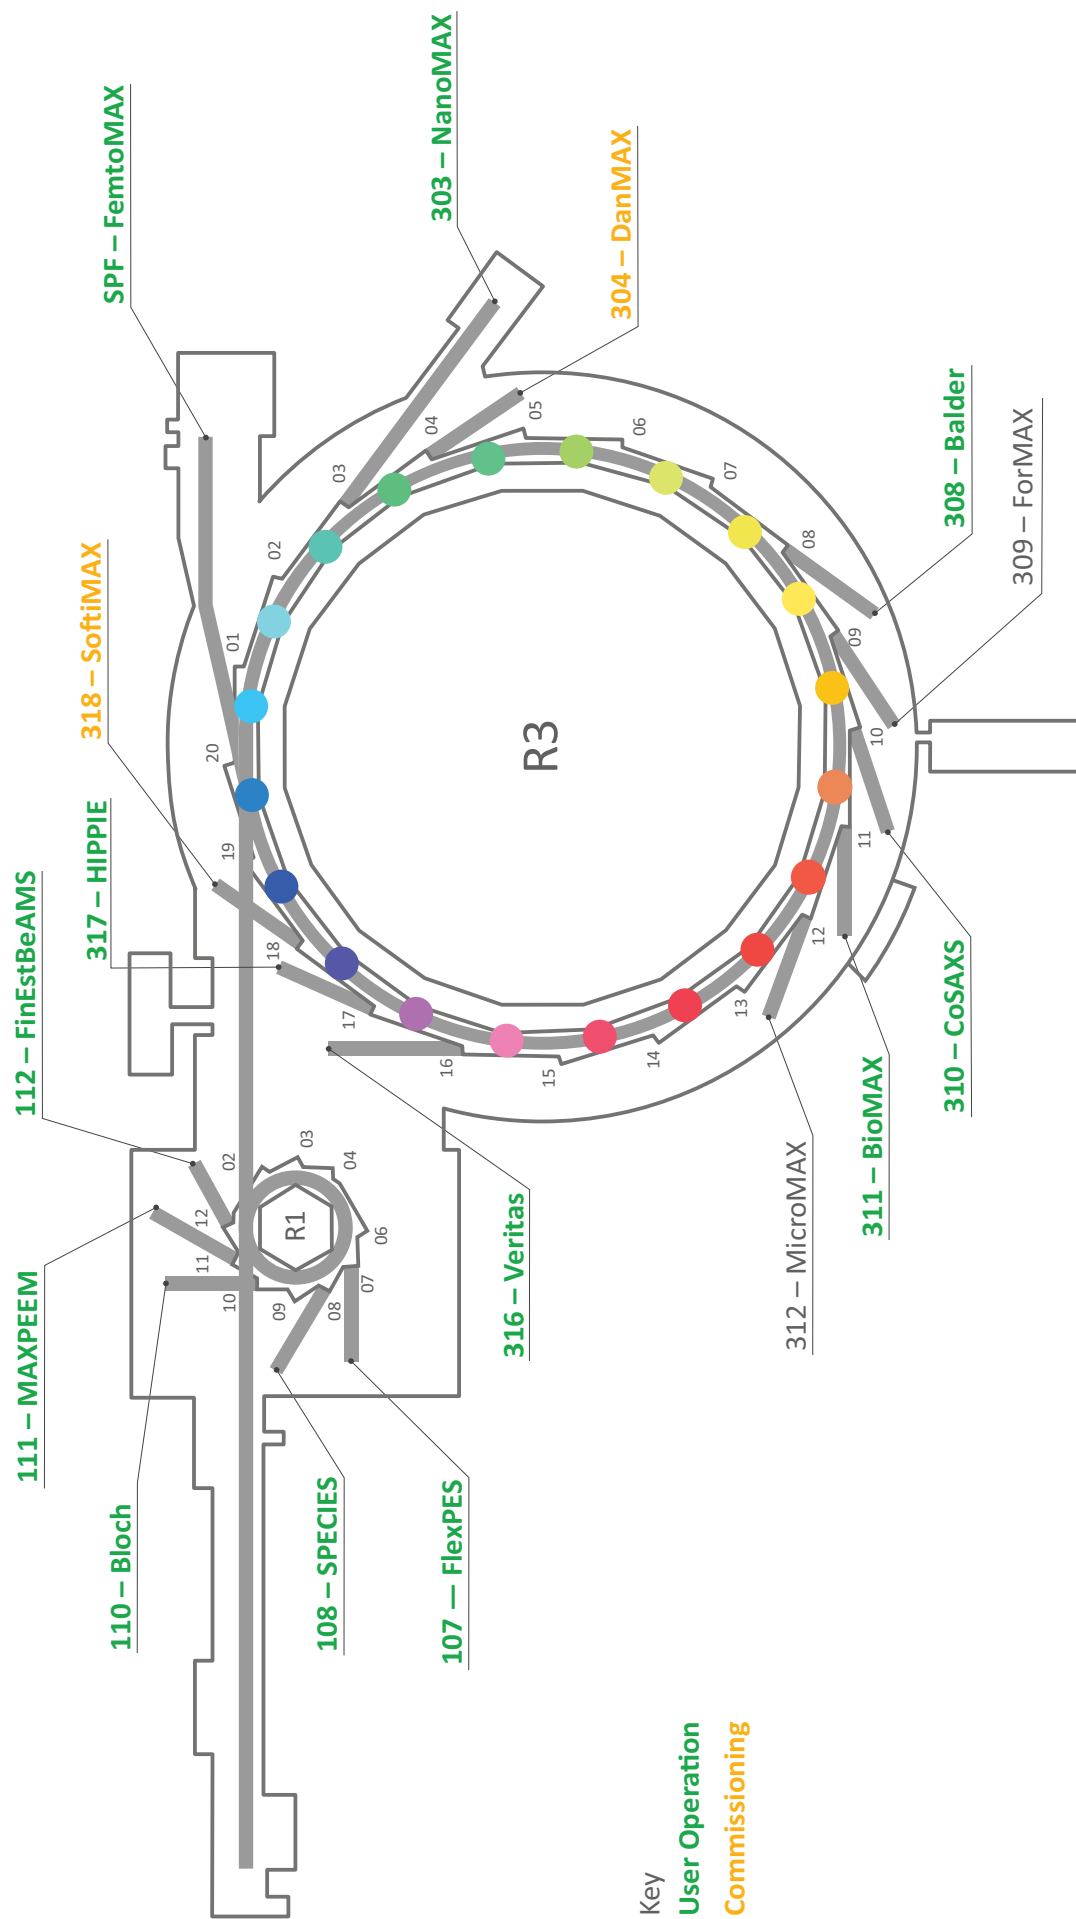 SPF – FemtoMAX
303 – NanoMAX
304 – DanMAX
308 – Balder
309 – ForMAX
310 – CoSAXS
311 – BioMAX
312 – MicroMAX
316 – Veritas
317 – HIPPIE
318 – SoftiMAX
112 – FinEstBeAMS
111 – MAXPEEM
110 – Bloch
108 – SPECIES
107 — FlexPES
R3
01
02
03
04
05
06
07
08
09
10
11
12
13
14
15
16
17
18
19
20
R1
02
03
04
06
07
08
09
10
11
12
Key
User Operation
Commissioning